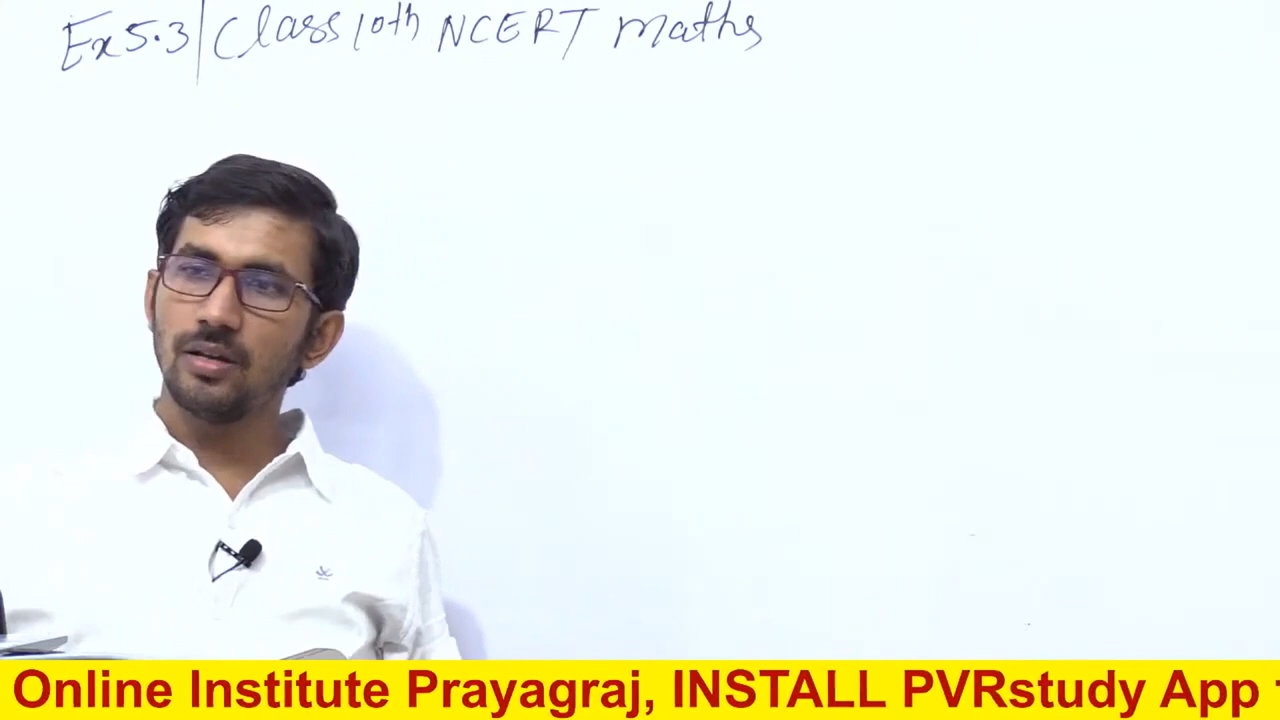 Ex 5.3 | Class 10th NCERT Maths
Online Institute Prayagraj, INSTALL PVRstudy App